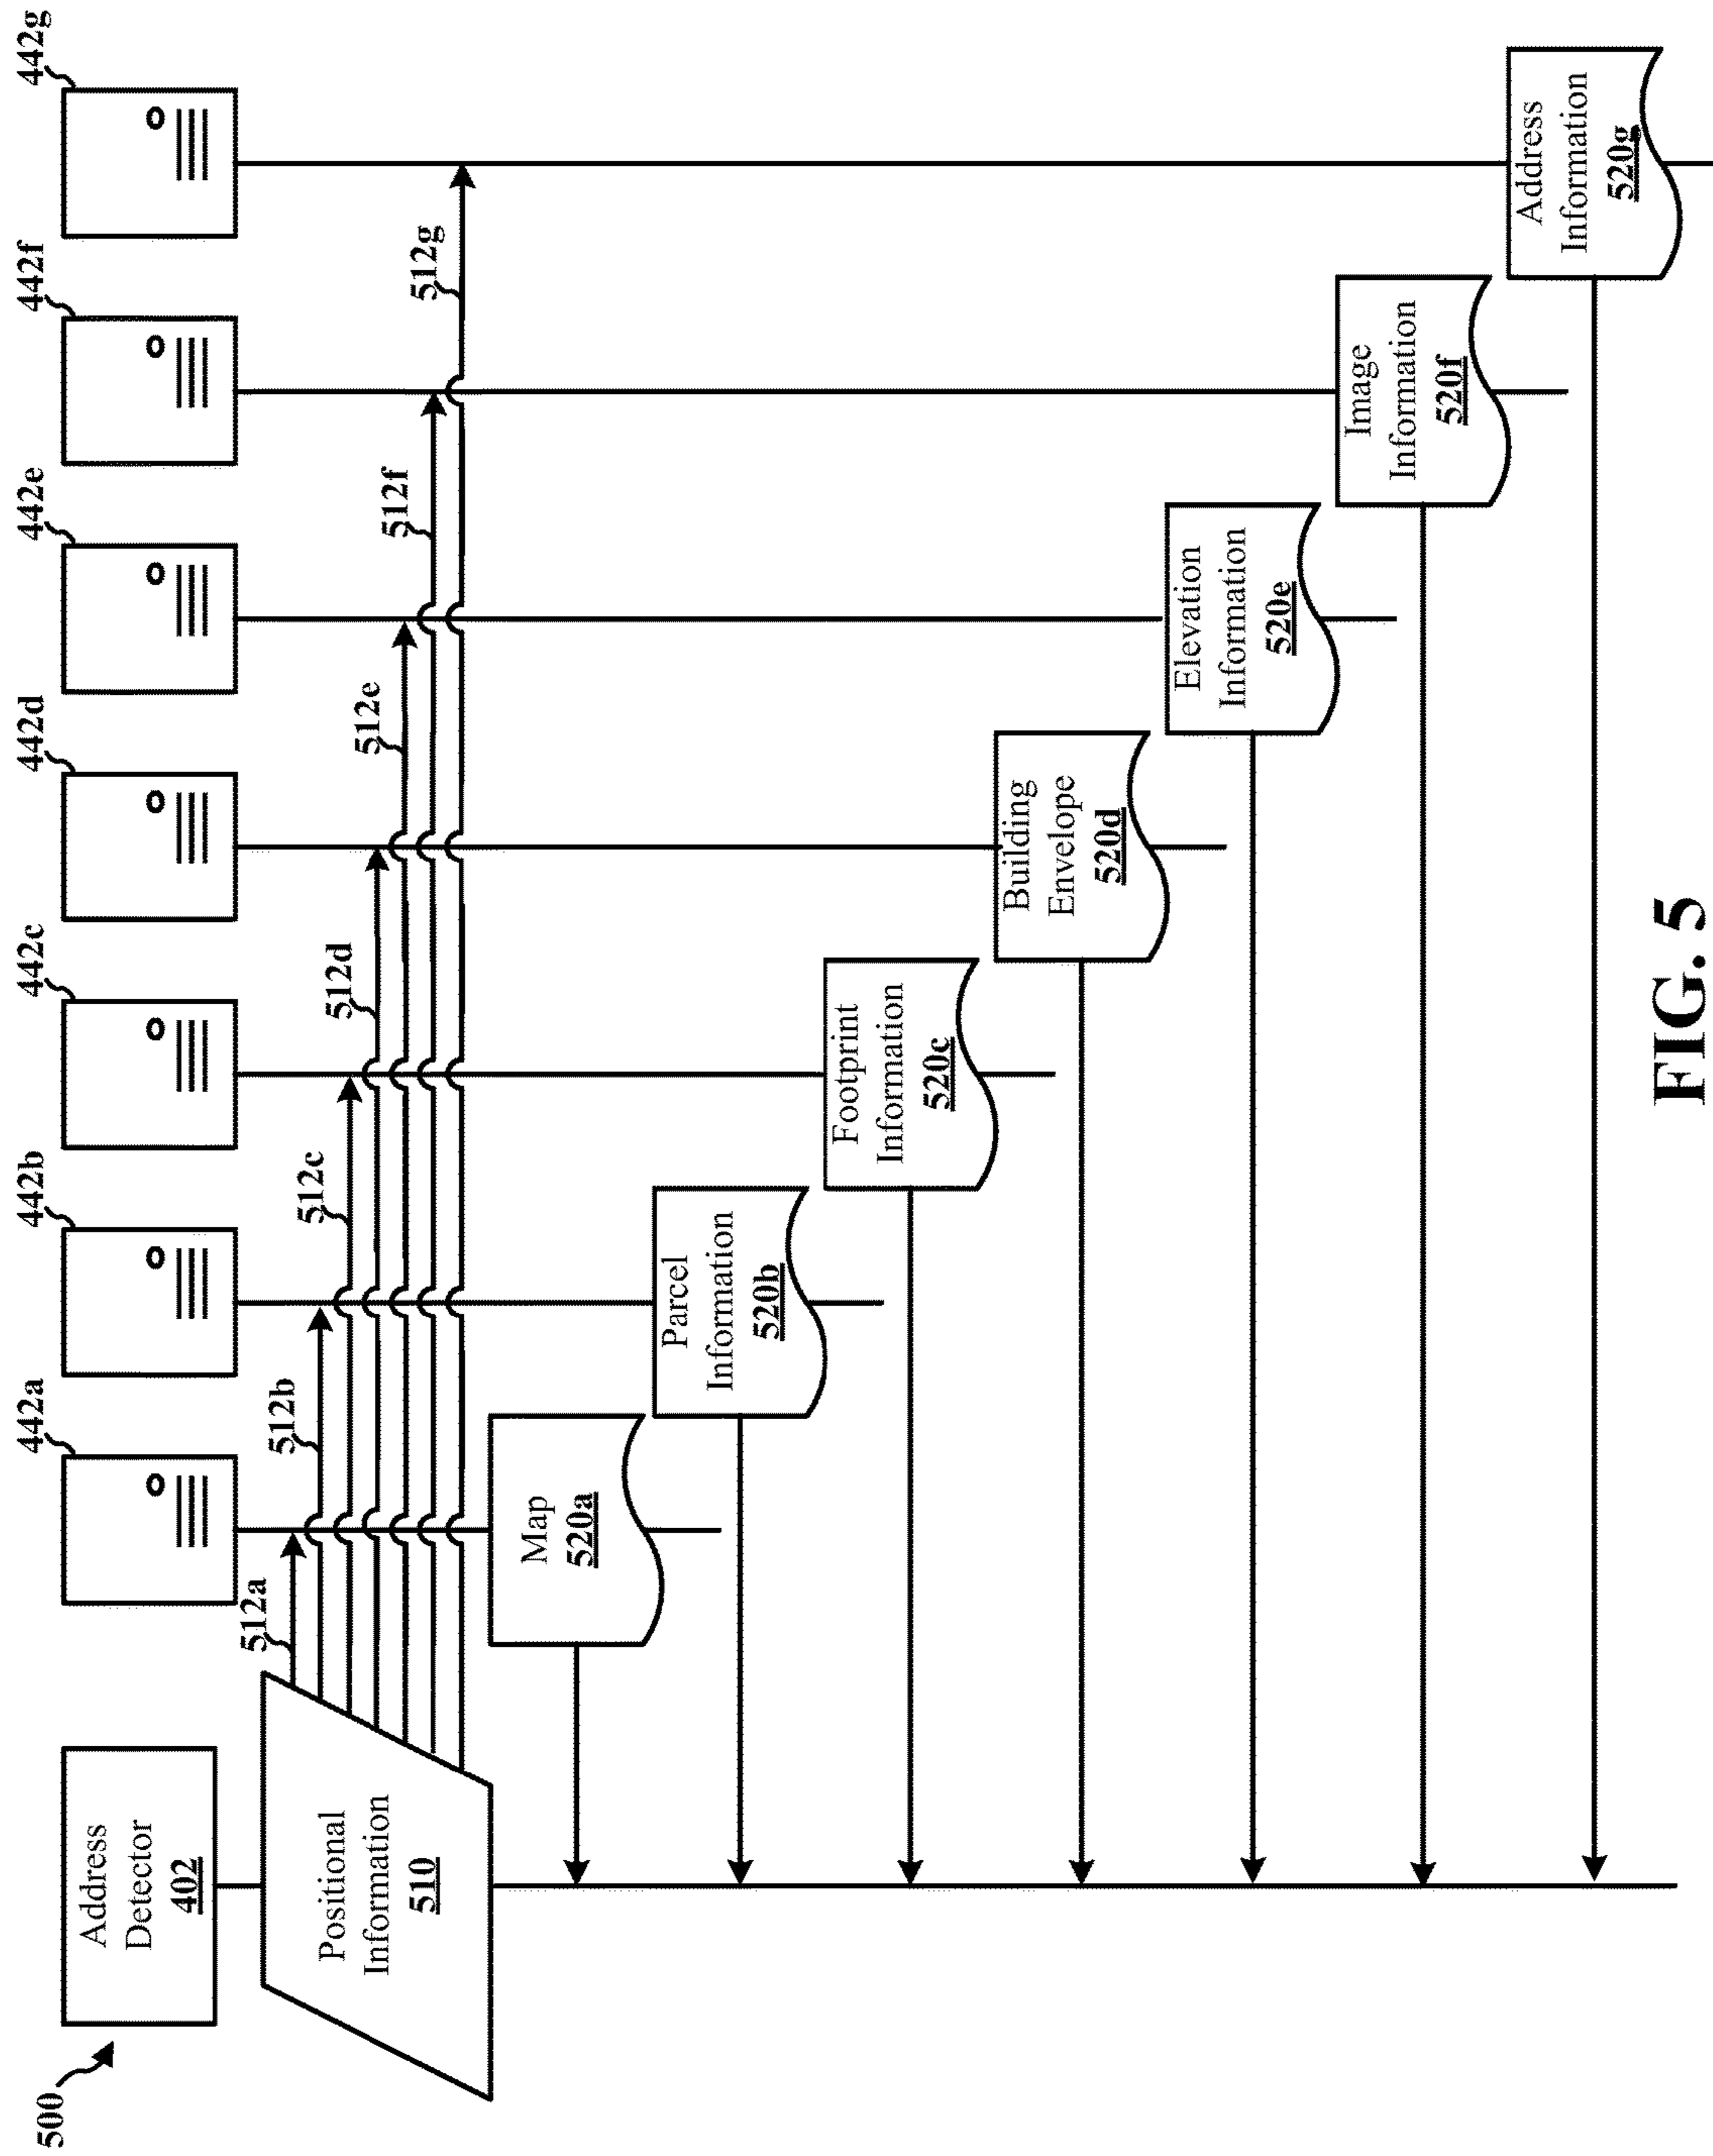 500
Address
Detector
402
442a
442b
442c
442d
442e
442f
442g
Positional
Information
510
512a
512b
512c
512d
512e
512f
512g
Map
520a
Parcel
Information
520b
Footprint
Information
520c
Building
Envelope
520d
Elevation
Information
520e
Image
Information
520f
Address
Information
520g
FIG. 5